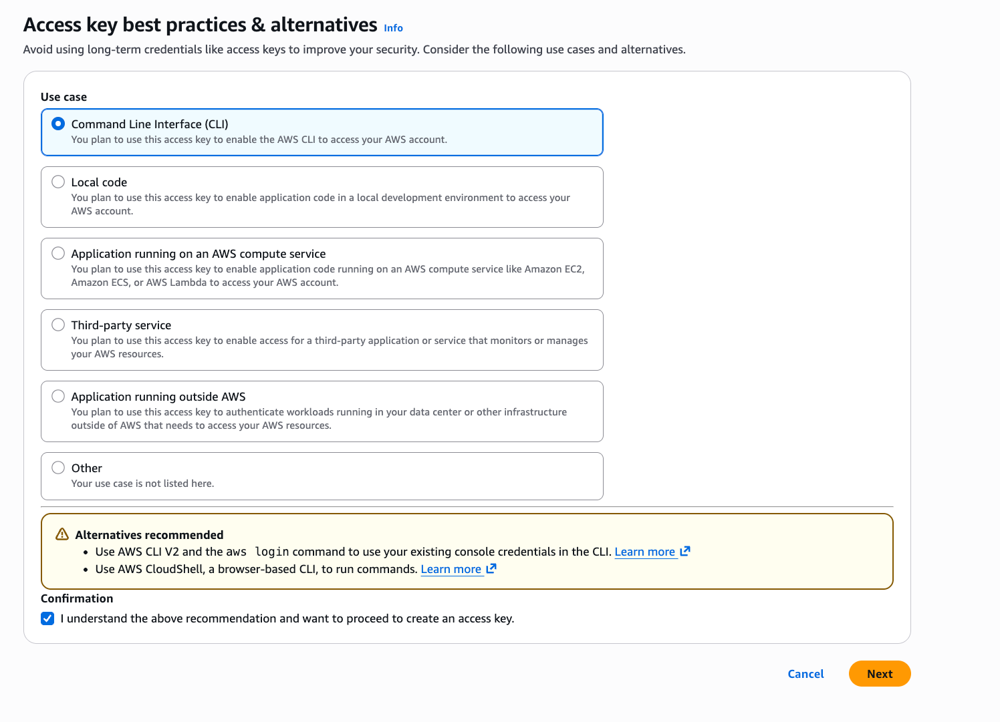 Access key best practices & alternatives Info
Avoid using long-term credentials like access keys to improve your security. Consider the following use cases and alternatives.
Use case
Command Line Interface (CLI)
You plan to use this access key to enable the AWS CLI to access your AWS account.
Local code
You plan to use this access key to enable application code in a local development environment to access your
AWS account.
Application running on an AWS compute service
You plan to use this access key to enable application code running on an AWS compute service like Amazon EC2,
Amazon ECS, or AWS Lambda to access your AWS account.
Third-party service
You plan to use this access key to enable access for a third-party application or service that monitors or manages
your AWS resources.
Application running outside AWS
You plan to use this access key to authenticate workloads running in your data center or other infrastructure
outside of AWS that needs to access your AWS resources.
Other
Your use case is not listed here.
Alternatives recommended
• Use AWS CLI V2 and the aws login command to use your existing console credentials in the CLI. Learn more
• Use AWS CloudShell, a browser-based CLI, to run commands. Learn more
Confirmation
I understand the above recommendation and want to proceed to create an access key.
Cancel Next